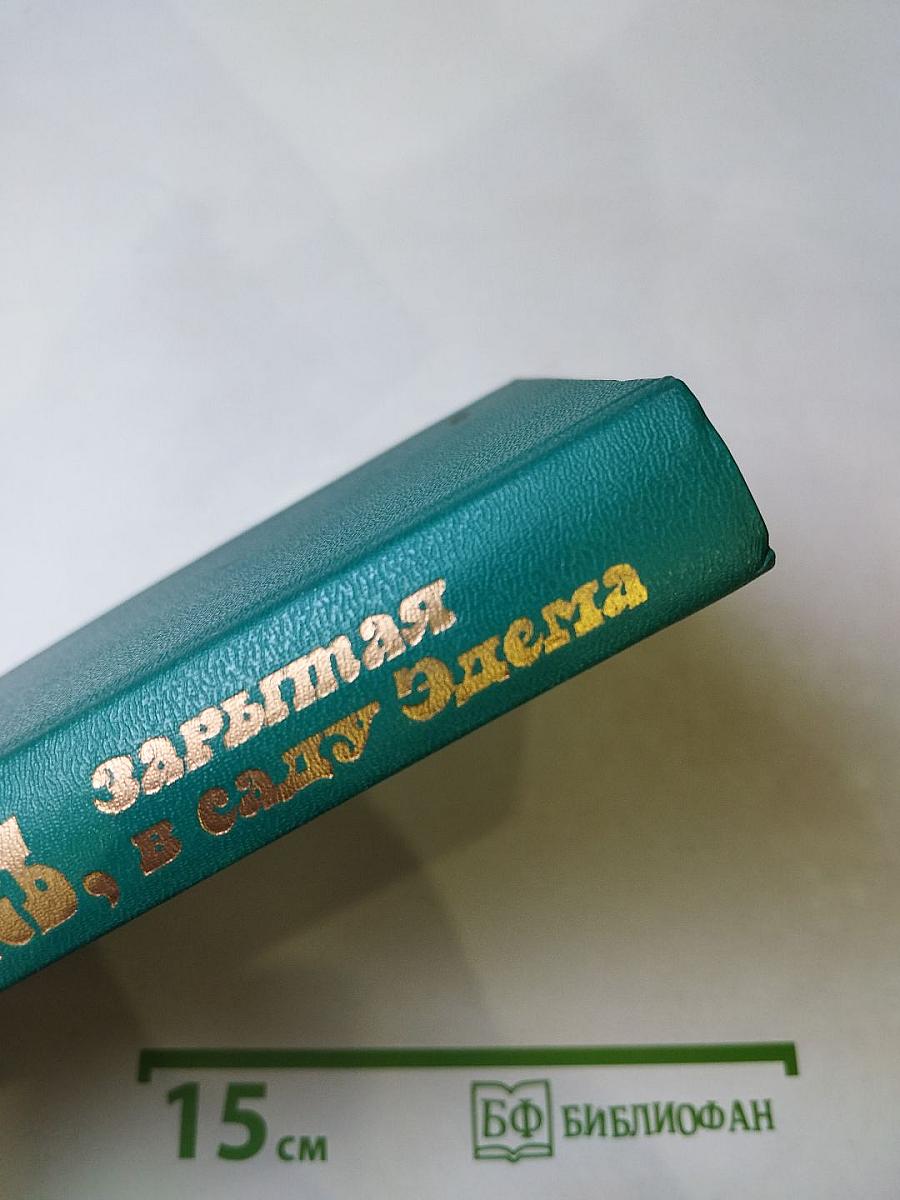 зарытая
, в саду Эдема
15 см
БФ БИБЛИОФАН